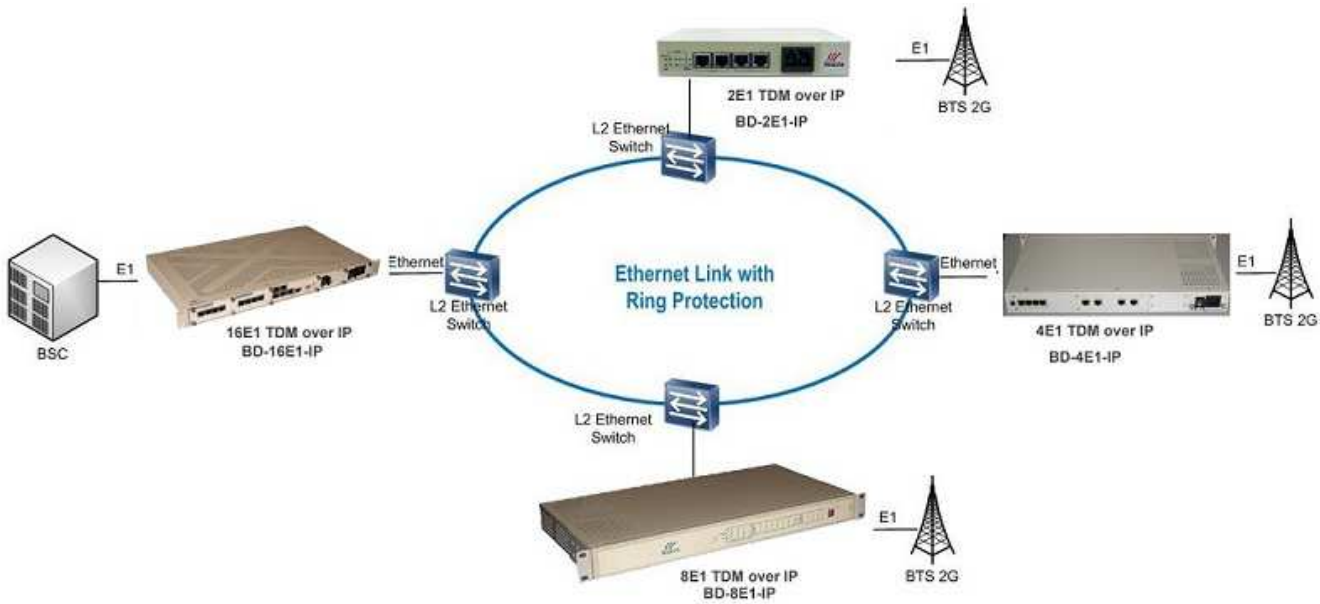 E1
2E1 TDM over IP
BD-2E1-IP
BTS 2G
L2 Ethernet
Switch
BSC
E1
16E1 TDM over IP
BD-16E1-IP
Ethernet
L2 Ethernet
Switch
Ethernet Link with
Ring Protection
Ethernet
L2 Ethernet
Switch
4E1 TDM over IP
BD-4E1-IP
E1
BTS 2G
L2 Ethernet
Switch
8E1 TDM over IP
BD-8E1-IP
E1
BTS 2G